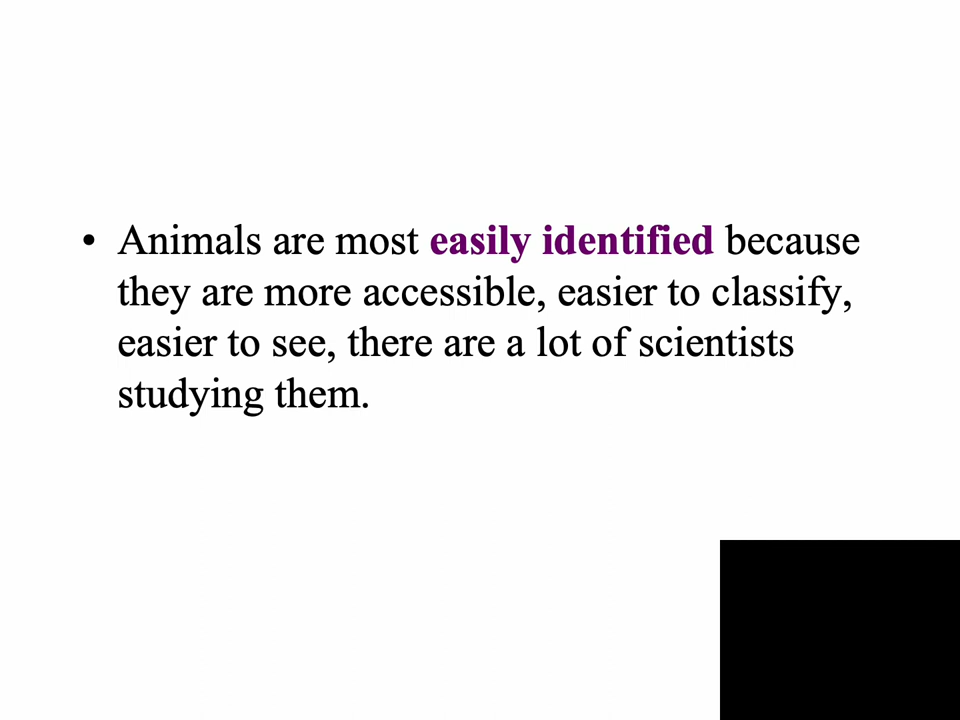 • Animals are most easily identified because
they are more accessible, easier to classify,
easier to see, there are a lot of scientists
studying them.